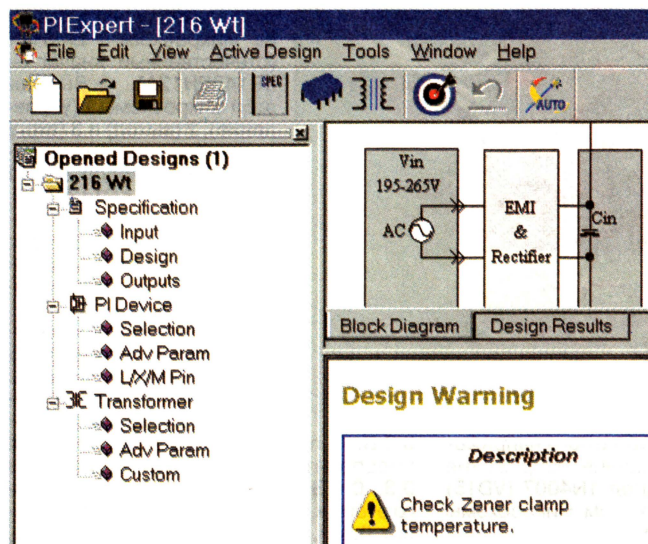 PIExpert - [216 Wt]
File Edit View Active Design Tools Window Help
SPEC
AUTO
Opened Designs (1)
216 Wt
Specification
Input
Design
Outputs
PI Device
Selection
Adv Param
L/X/M Pin
Transformer
Selection
Adv Param
Custom
Vin
195-265V
AC
EMI
&
Rectifier
Cin
Block Diagram Design Results
Design Warning
Description
Check Zener clamp
temperature.